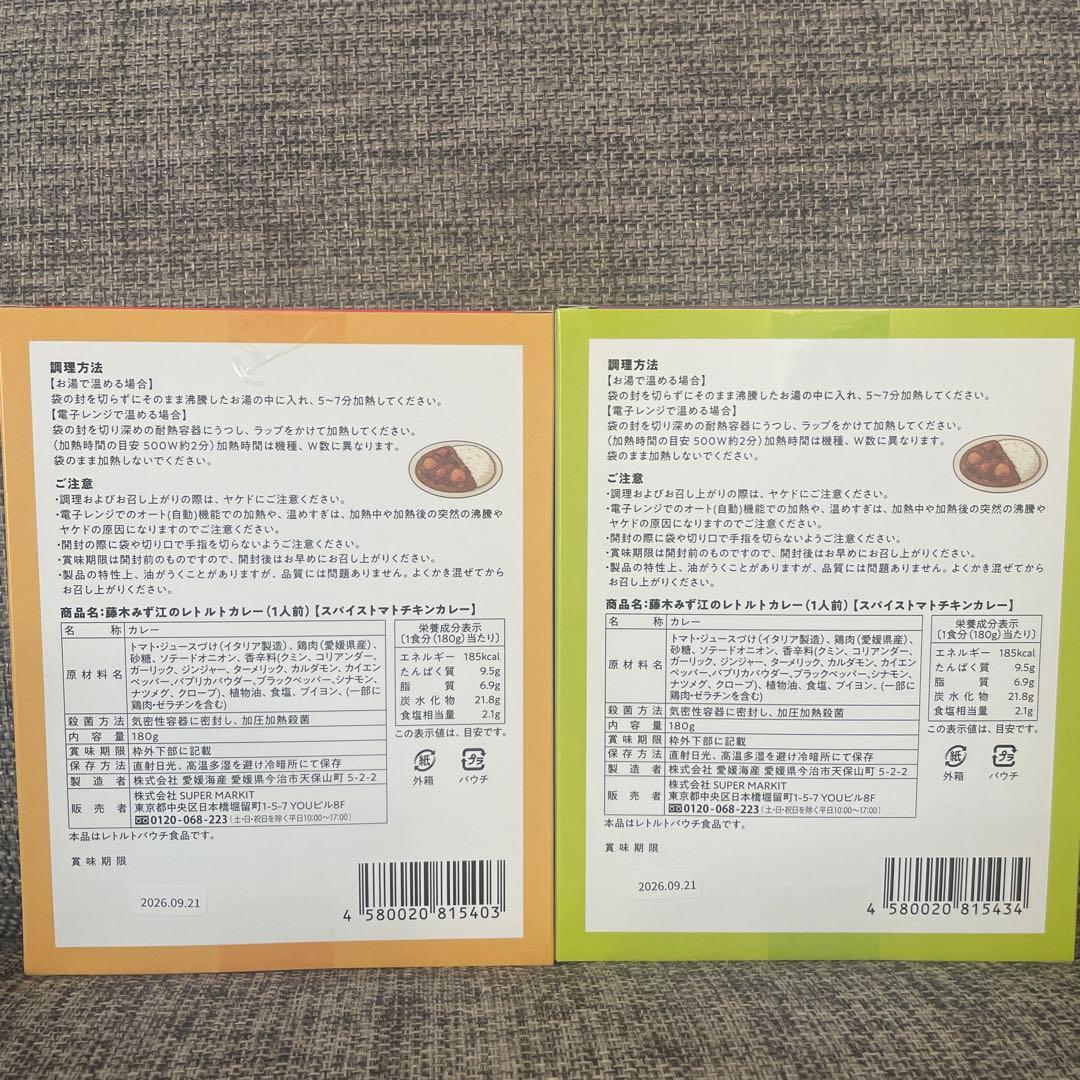 調理方法
【お湯で温める場合】
袋の封を切らずにそのまま沸騰したお湯の中に入れ、5~7分加熱してください。
【電子レンジで温める場合】
袋の封を切り深めの耐熱容器にうつし、ラップをかけて加熱してください。
(加熱時間の目安 500W約2分)加熱時間は機種、W数に異なります。
袋のまま加熱しないでください。
ご注意
・調理およびお召し上がりの際は、ヤケドにご注意ください。
・電子レンジでのオート(自動)機能での加熱や、温めすぎは、加熱中や加熱後の突然の沸騰や
ヤケドの原因になりますのでご注意ください。
・開封の際に袋や切り口で手指を切らないようご注意ください。
・賞味期限は開封前のものですので、開封後はお早めにお召し上がりください。
・製品の特性上、油がうくことがありますが、品質には問題ありません。よくかき混ぜてから
お召し上がりください。
商品名:藤木みず江のレトルトカレー(1人前)【スパイストマトチキンカレー】
名 称 カレー
原材料名 トマト・ジュースづけ(イタリア製造)、鶏肉(愛媛県産)、
砂糖、ソテードオニオン、香辛料(クミン、コリアンダー、
ガーリック、ジンジャー、ターメリック、カルダモン、カイエン
ペッパー、パプリカパウダー、ブラックペッパー、シナモン、
ナツメグ、クローブ)、植物油、食塩、ブイヨン、(一部に
鶏肉・ゼラチンを含む)
殺菌方法 気密性容器に密封し、加圧加熱殺菌
内容量 180g
賞味期限 枠外下部に記載
保存方法 直射日光、高温多湿を避け冷暗所にて保存
製造者 株式会社 愛媛海産 愛媛県今治市天保山町 5-2-2
販売者 株式会社 SUPER MARKIT
東京都中央区日本橋堀留町1-5-7 YOUビル8F
0120-068-223(土・日・祝日を除く平日10:00~17:00)
本品はレトルトパウチ食品です。
栄養成分表示
(1食分(180g)当たり)
エネルギー 185kcal
たんぱく質 9.5g
脂質 6.9g
炭水化物 21.8g
食塩相当量 2.1g
この表示値は、目安です。
紙
外箱
プラ
パウチ
賞味期限
2026.09.21
4 580020 815403
調理方法
【お湯で温める場合】
袋の封を切らずにそのまま沸騰したお湯の中に入れ、5~7分加熱してください。
【電子レンジで温める場合】
袋の封を切り深めの耐熱容器にうつし、ラップをかけて加熱してください。
(加熱時間の目安 500W約2分)加熱時間は機種、W数に異なります。
袋のまま加熱しないでください。
ご注意
・調理およびお召し上がりの際は、ヤケドにご注意ください。
・電子レンジでのオート(自動)機能での加熱や、温めすぎは、加熱中や加熱後の突然の沸騰や
ヤケドの原因になりますのでご注意ください。
・開封の際に袋や切り口で手指を切らないようご注意ください。
・賞味期限は開封前のものですので、開封後はお早めにお召し上がりください。
・製品の特性上、油がうくことがありますが、品質には問題ありません。よくかき混ぜてから
お召し上がりください。
商品名:藤木みず江のレトルトカレー(1人前)【スパイストマトチキンカレー】
名 称 カレー
原材料名 トマト・ジュースづけ(イタリア製造)、鶏肉(愛媛県産)、
砂糖、ソテードオニオン、香辛料(クミン、コリアンダー、
ガーリック、ジンジャー、ターメリック、カルダモン、カイエン
ペッパー、パプリカパウダー、ブラックペッパー、シナモン、
ナツメグ、クローブ)、植物油、食塩、ブイヨン、(一部に
鶏肉・ゼラチンを含む)
殺菌方法 気密性容器に密封し、加圧加熱殺菌
内容量 180g
賞味期限 枠外下部に記載
保存方法 直射日光、高温多湿を避け冷暗所にて保存
製造者 株式会社 愛媛海産 愛媛県今治市天保山町 5-2-2
販売者 株式会社 SUPER MARKIT
東京都中央区日本橋堀留町1-5-7 YOUビル8F
0120-068-223(土・日・祝日を除く平日10:00~17:00)
本品はレトルトパウチ食品です。
栄養成分表示
(1食分(180g)当たり)
エネルギー 185kcal
たんぱく質 9.5g
脂質 6.9g
炭水化物 21.8g
食塩相当量 2.1g
この表示値は、目安です。
紙
外箱
プラ
パウチ
賞味期限
2026.09.21
4 580020 815434